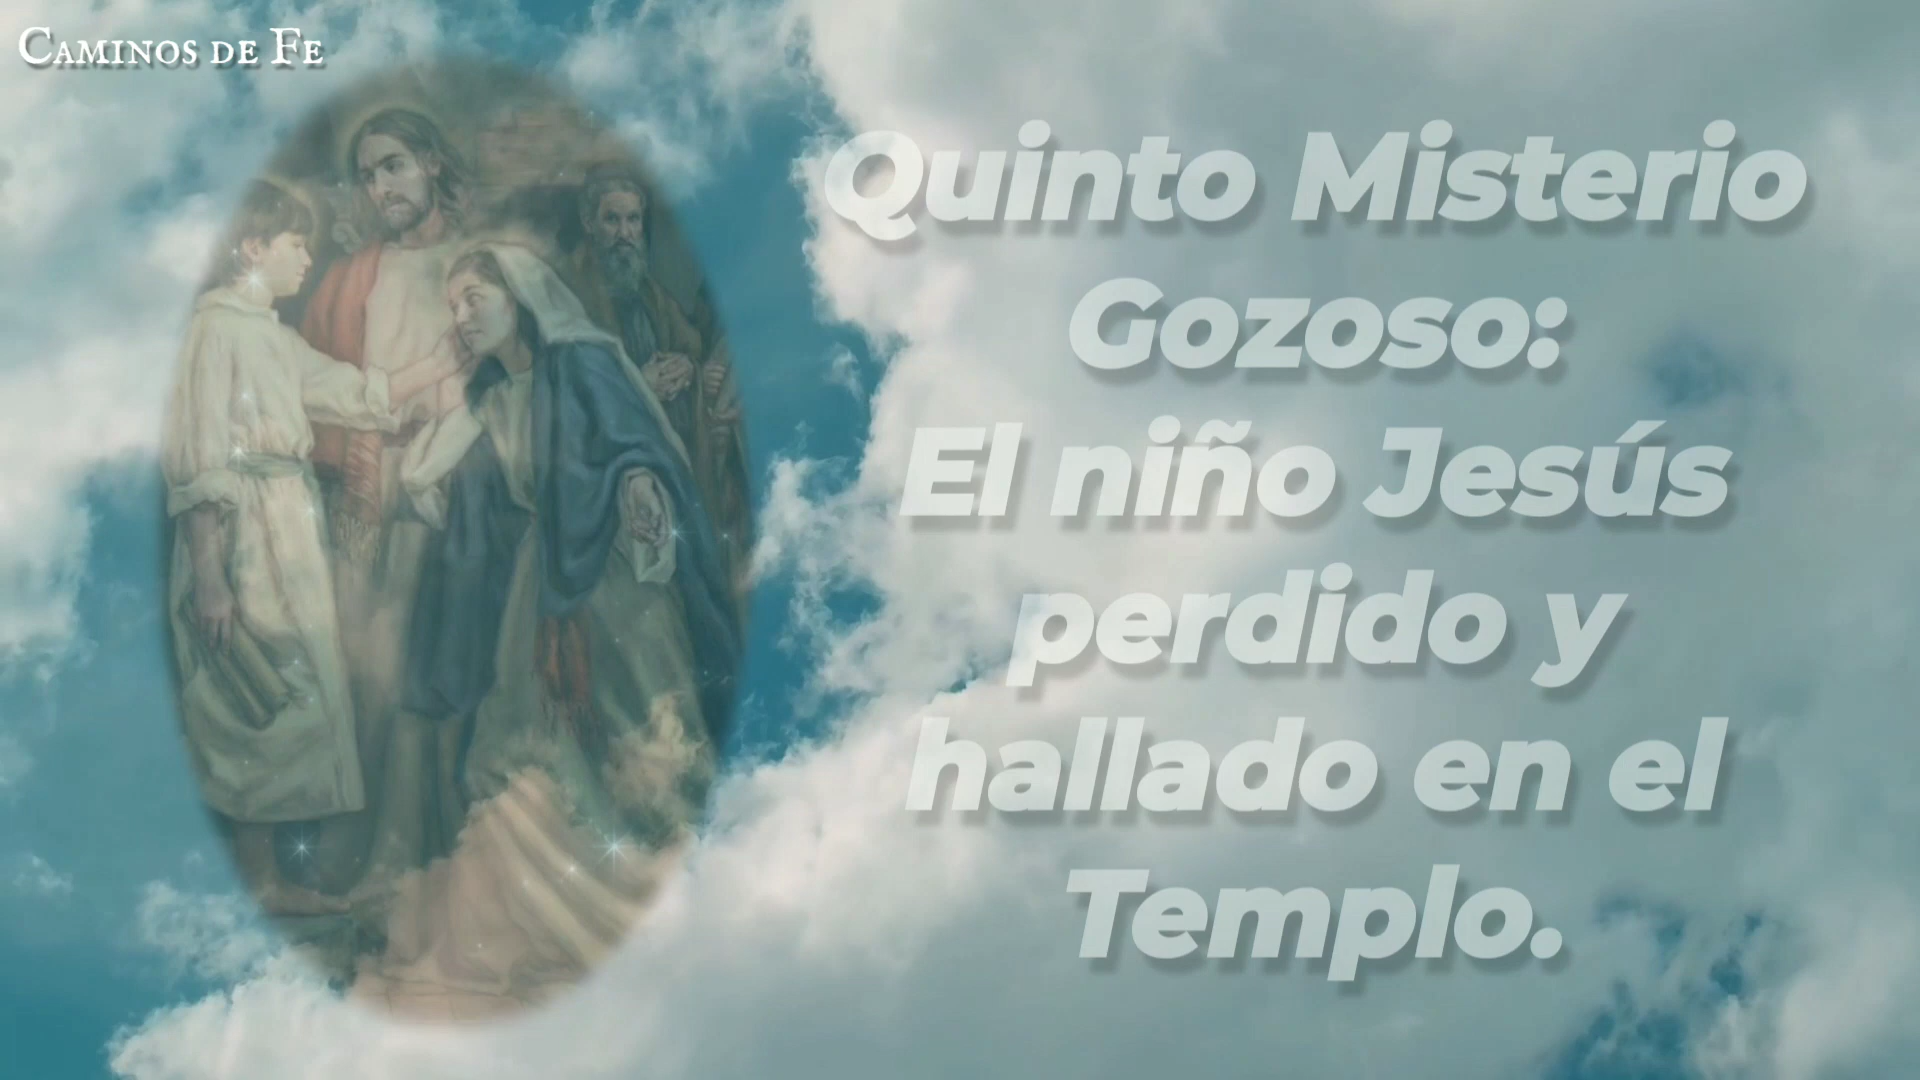 Caminos de Fe
Quinto Misterio
Gozoso:
El niño Jesús
perdido y
hallado en el
Templo.